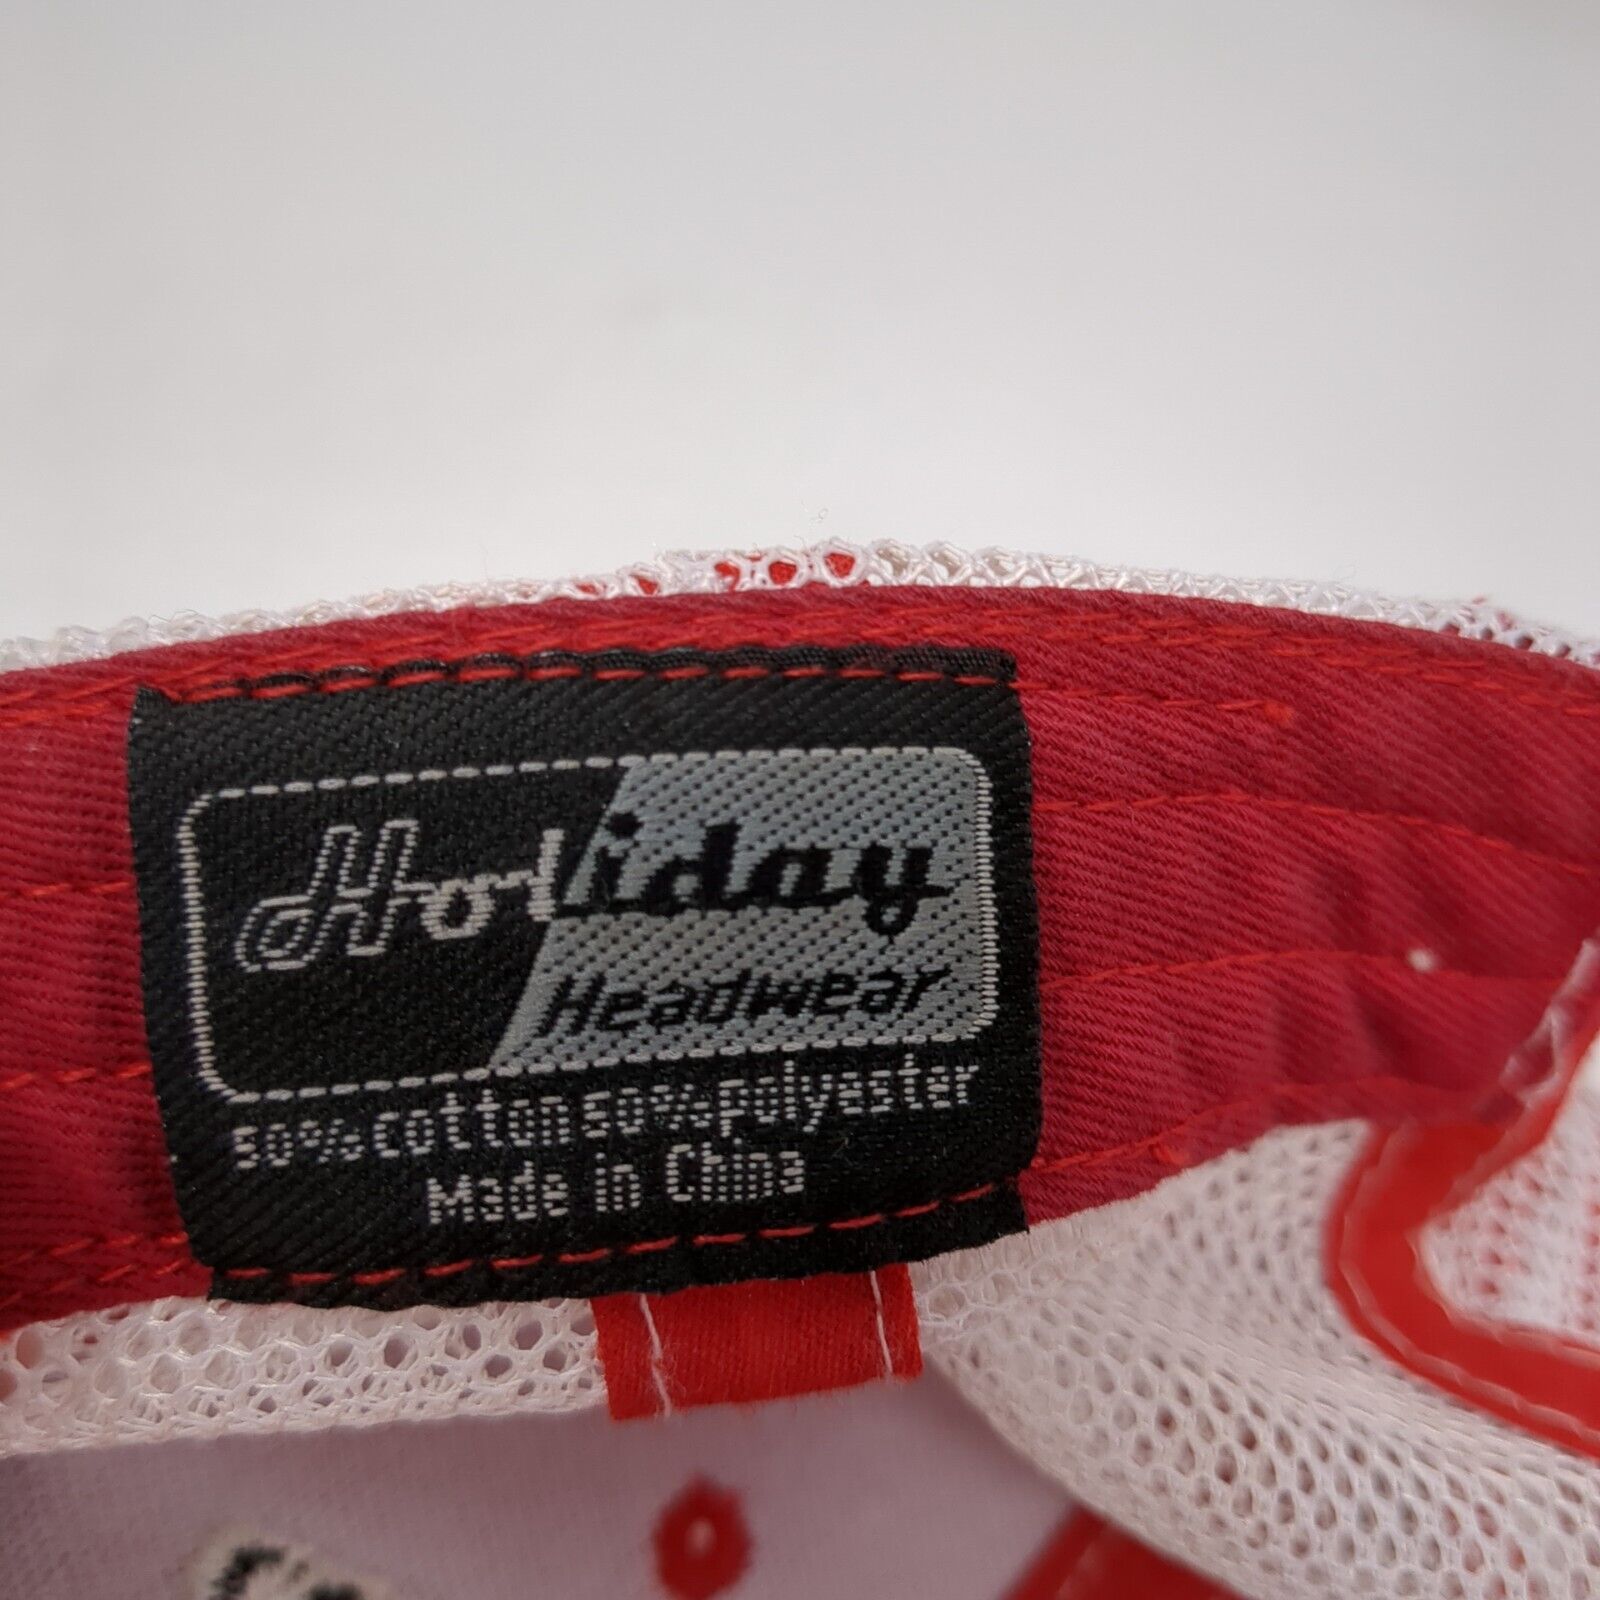 Holiday
Headwear
50% cotton 50% polyester
Made in China